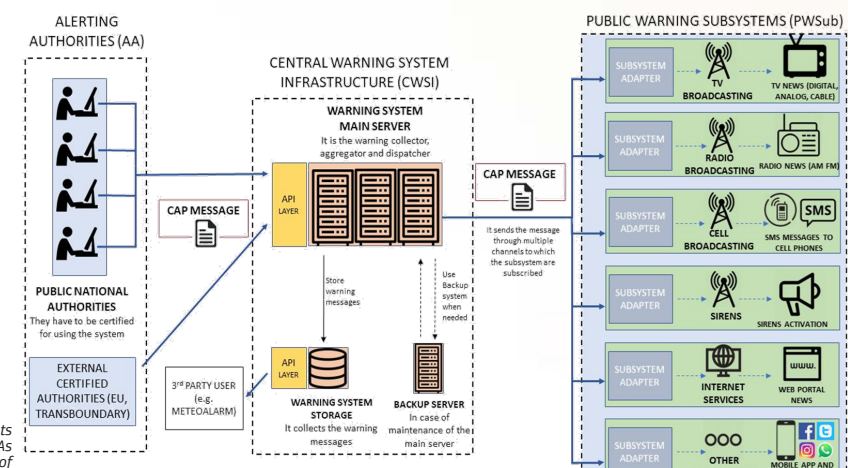 ALERTING
AUTHORITIES (AA)
PUBLIC NATIONAL
AUTHORITIES
They have to be certified
for using the system
EXTERNAL
CERTIFIED
AUTHORITIES (EU,
TRANSBOUNDARY)
CAP MESSAGE
CENTRAL WARNING SYSTEM
INFRASTRUCTURE (CWSI)
WARNING SYSTEM
MAIN SERVER
It is the warning collector,
aggregator and dispatcher
API
LAYER
Store
warning
messages
Use
Backup
system
when
needed
API
LAYER
3rd PARTY USER
(e.g.
METEOALARM)
WARNING SYSTEM
STORAGE
It collects the warning
messages
BACKUP SERVER
In case of
maintenance of the
main server
CAP MESSAGE
It sends the message
through multiple
channels to which
the subsystem are
subscribed
PUBLIC WARNING SUBSYSTEMS (PWSub)
SUBSYSTEM
ADAPTER
TV
BROADCASTING
TV NEWS (DIGITAL,
ANALOG, CABLE)
SUBSYSTEM
ADAPTER
RADIO
BROADCASTING
RADIO NEWS (AM FM)
SUBSYSTEM
ADAPTER
CELL
BROADCASTING
SMS
SMS MESSAGES TO
CELL PHONES
SUBSYSTEM
ADAPTER
SIRENS
SIRENS ACTIVATION
SUBSYSTEM
ADAPTER
INTERNET
SERVICES
www.
WEB PORTAL
NEWS
SUBSYSTEM
ADAPTER
OTHER
MOBILE APP AND
ts
As
of